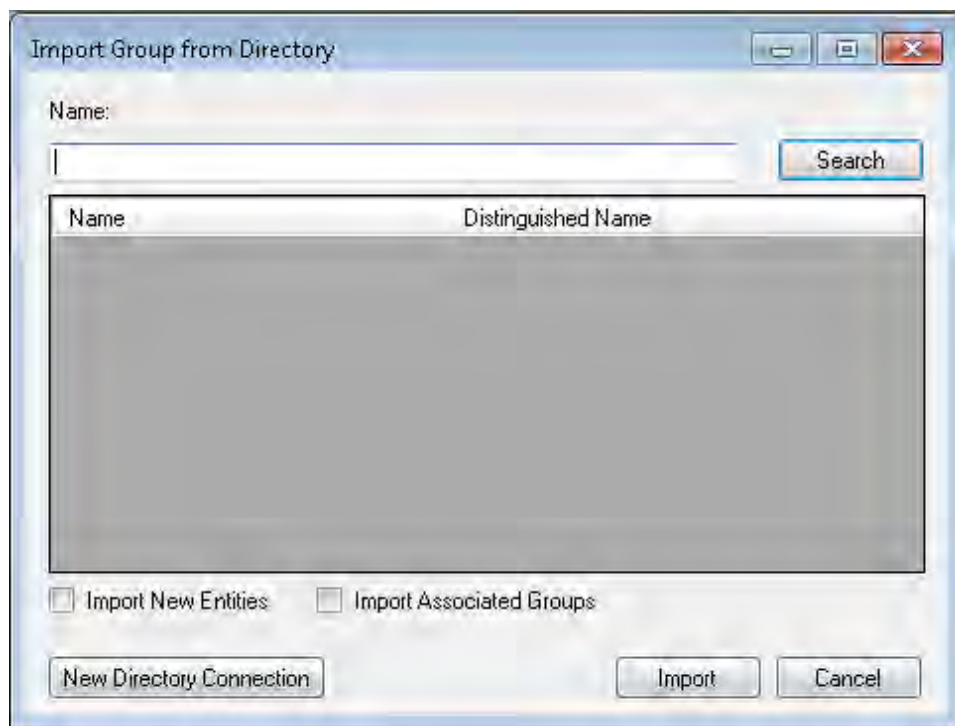 Import Group from Directory
Name:
Search
Name Distinguished Name
Import New Entities Import Associated Groups
New Directory Connection Import Cancel